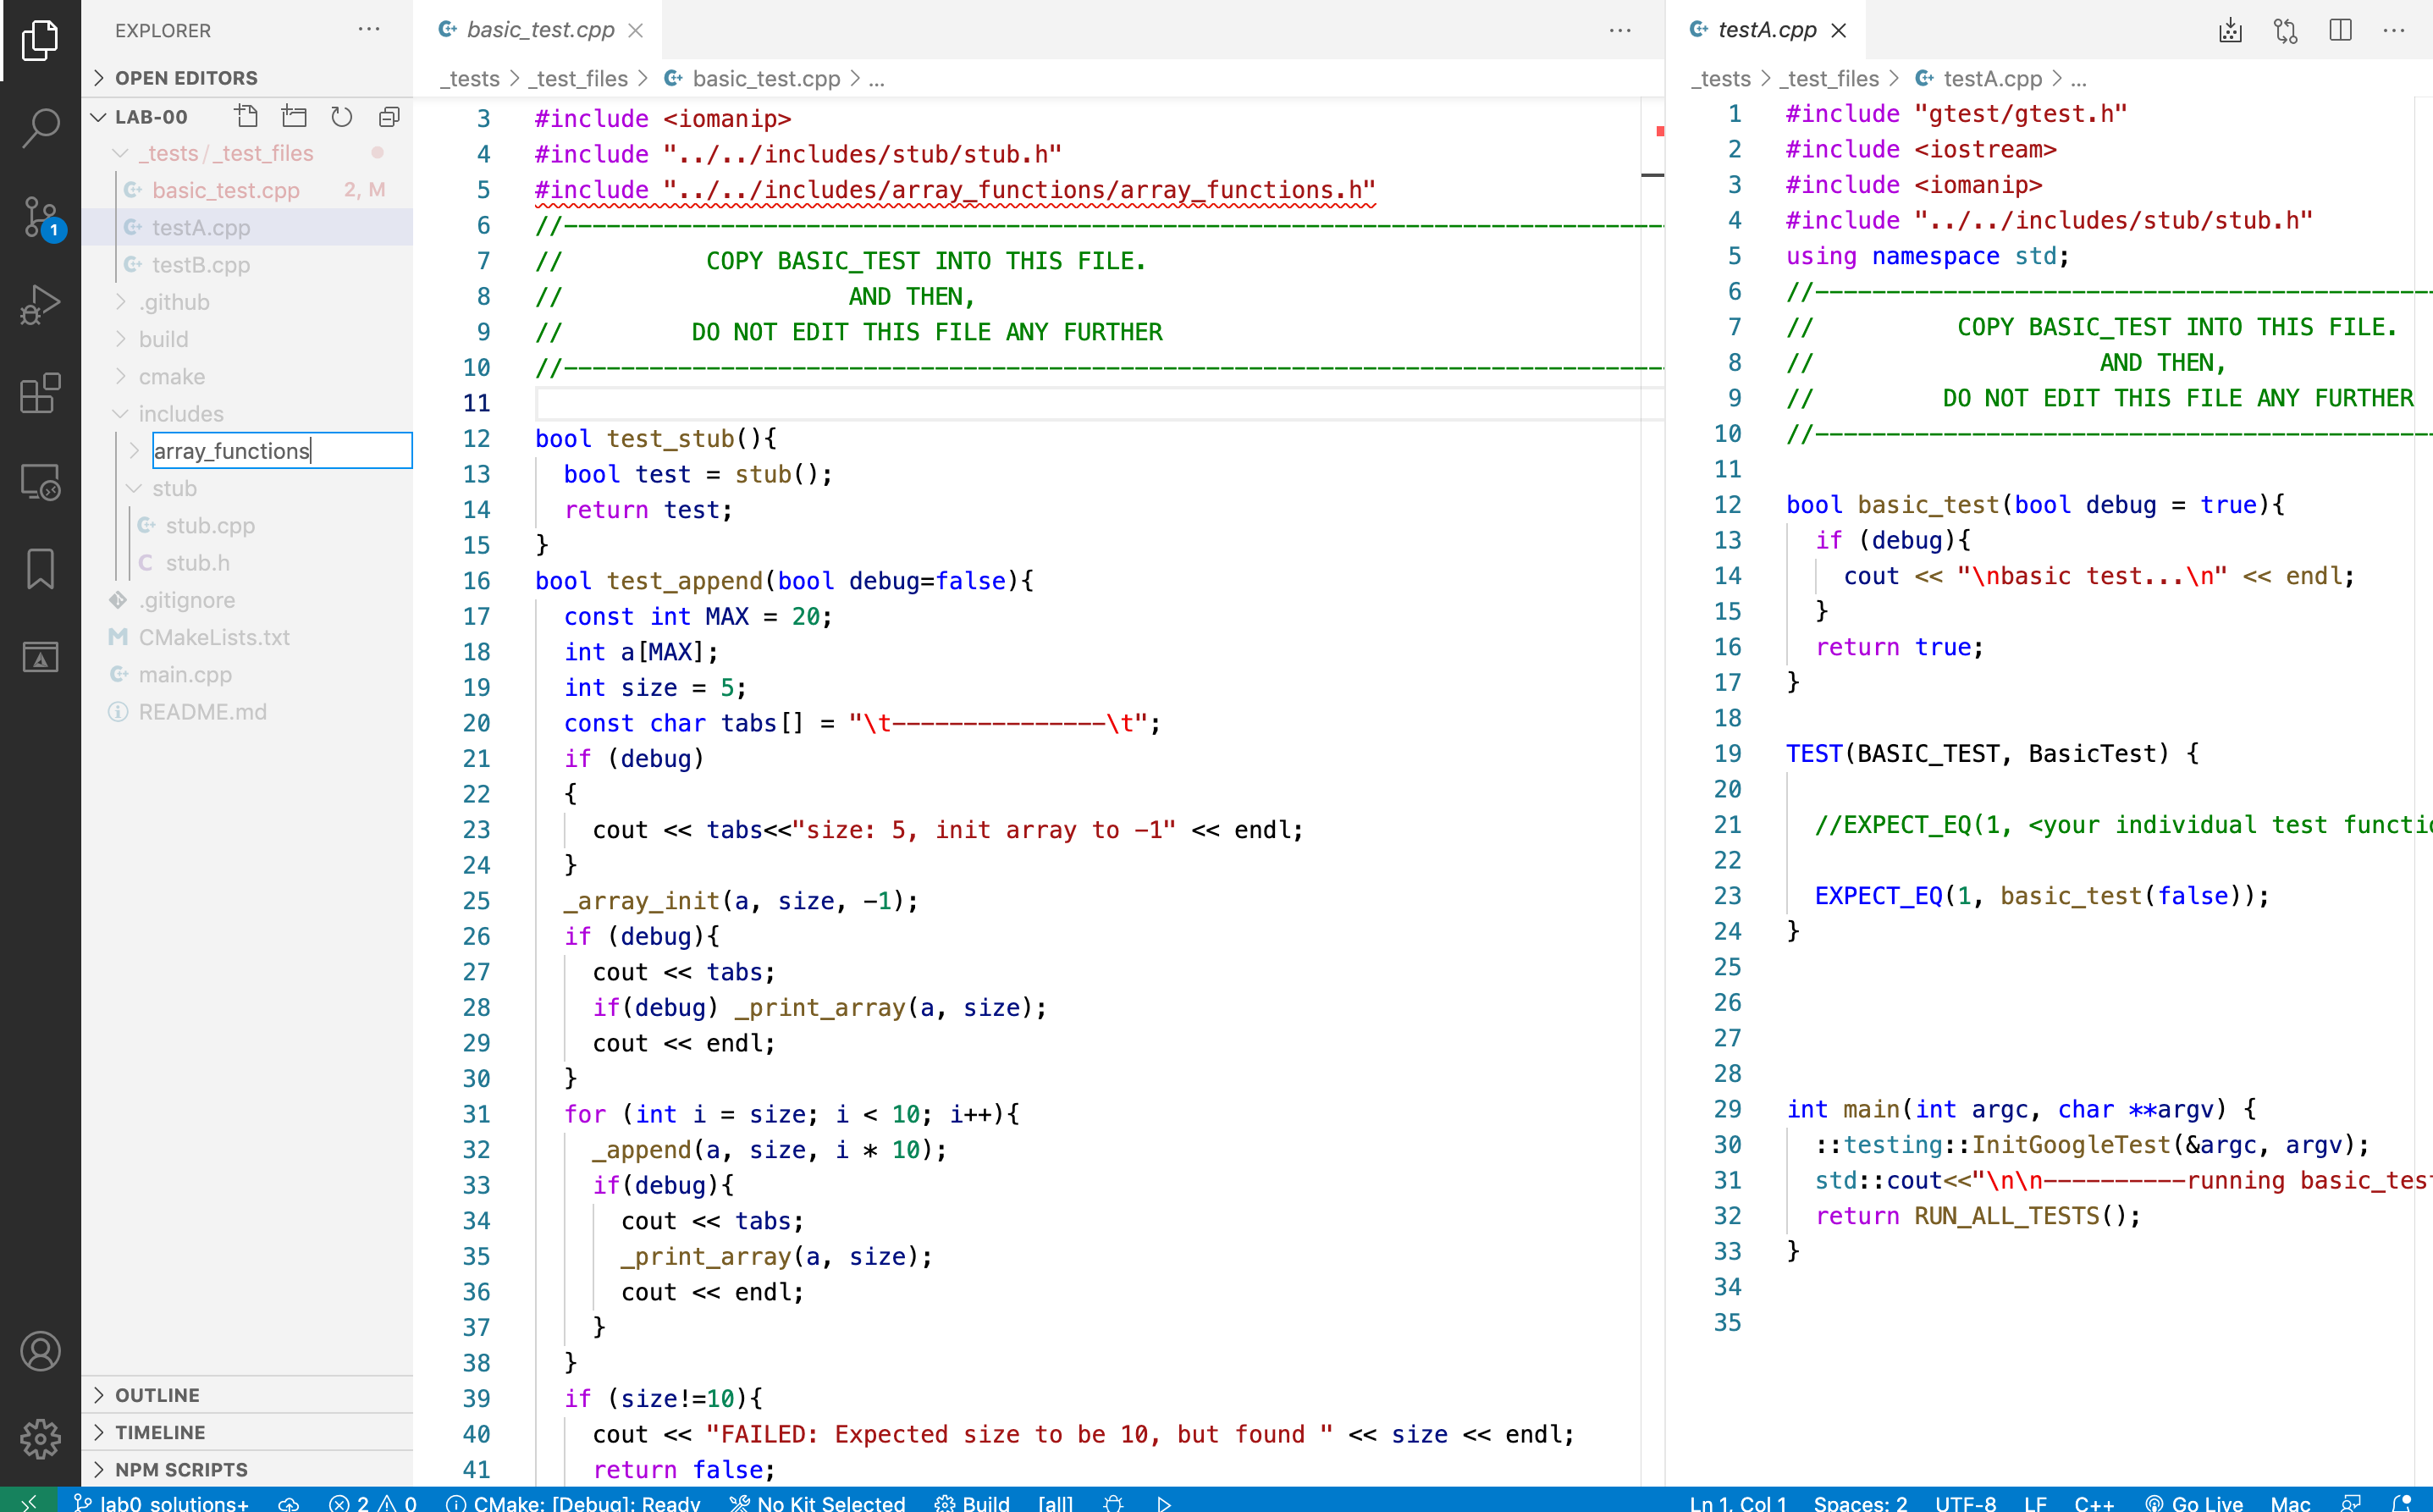 EXPLORER
OPEN EDITORS
LAB-00
_tests / _test_files
basic_test.cpp 2, M
testA.cpp
testB.cpp
.github
build
cmake
includes
array_functions
stub
stub.cpp
stub.h
.gitignore
CMakeLists.txt
main.cpp
README.md
OUTLINE
TIMELINE
NPM SCRIPTS
1
basic_test.cpp
_tests > _test_files > basic_test.cpp > ...
3 #include <iomanip>
4 #include "../../includes/stub/stub.h"
5 #include "../../includes/array_functions/array_functions.h"
6 //----------------------------------------------------------------------------
7 //          COPY BASIC_TEST INTO THIS FILE.
8 //                    AND THEN,
9 //         DO NOT EDIT THIS FILE ANY FURTHER
10 //----------------------------------------------------------------------------
11
12 bool test_stub(){
13   bool test = stub();
14   return test;
15 }
16 bool test_append(bool debug=false){
17   const int MAX = 20;
18   int a[MAX];
19   int size = 5;
20   const char tabs[] = "\t---------------\t";
21   if (debug)
22   {
23     cout << tabs<<"size: 5, init array to -1" << endl;
24   }
25   _array_init(a, size, -1);
26   if (debug){
27     cout << tabs;
28     if(debug) _print_array(a, size);
29     cout << endl;
30   }
31   for (int i = size; i < 10; i++){
32     _append(a, size, i * 10);
33     if(debug){
34       cout << tabs;
35       _print_array(a, size);
36       cout << endl;
37     }
38   }
39   if (size!=10){
40     cout << "FAILED: Expected size to be 10, but found " << size << endl;
41     return false;
testA.cpp
_tests > _test_files > testA.cpp > ...
1 #include "gtest/gtest.h"
2 #include <iostream>
3 #include <iomanip>
4 #include "../../includes/stub/stub.h"
5 using namespace std;
6 //-------------------------------------------
7 //          COPY BASIC_TEST INTO THIS FILE.
8 //                    AND THEN,
9 //         DO NOT EDIT THIS FILE ANY FURTHER
10 //-------------------------------------------
11
12 bool basic_test(bool debug = true){
13   if (debug){
14     cout << "\nbasic test...\n" << endl;
15   }
16   return true;
17 }
18
19 TEST(BASIC_TEST, BasicTest) {
20
21   //EXPECT_EQ(1, <your individual test functio
22
23   EXPECT_EQ(1, basic_test(false));
24 }
25
26
27
28
29 int main(int argc, char **argv) {
30   ::testing::InitGoogleTest(&argc, argv);
31   std::cout<<"\n\n----------running basic_tes
32   return RUN_ALL_TESTS();
33 }
34
35
lab0_solutions+ 2 0 CMake: [Debug]: Ready No Kit Selected Build [all] Ln 1, Col 1 Spaces: 2 UTF-8 LF C++ Go Live Mac